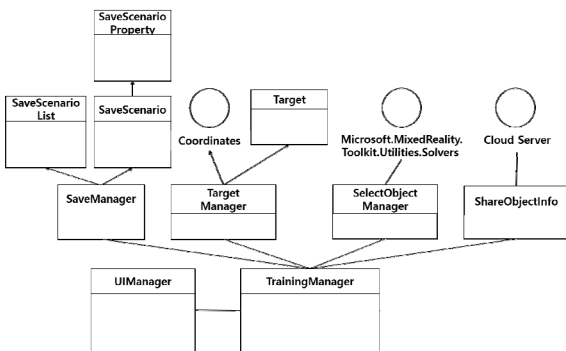 SaveScenario
Property
SaveScenario
List
SaveScenario
Target
Coordinates
Microsoft.MixedReality.
Toolkit.Utilities.Solvers
Cloud Server
SaveManager
Target
Manager
SelectObject
Manager
ShareObjectInfo
UIManager
TrainingManager